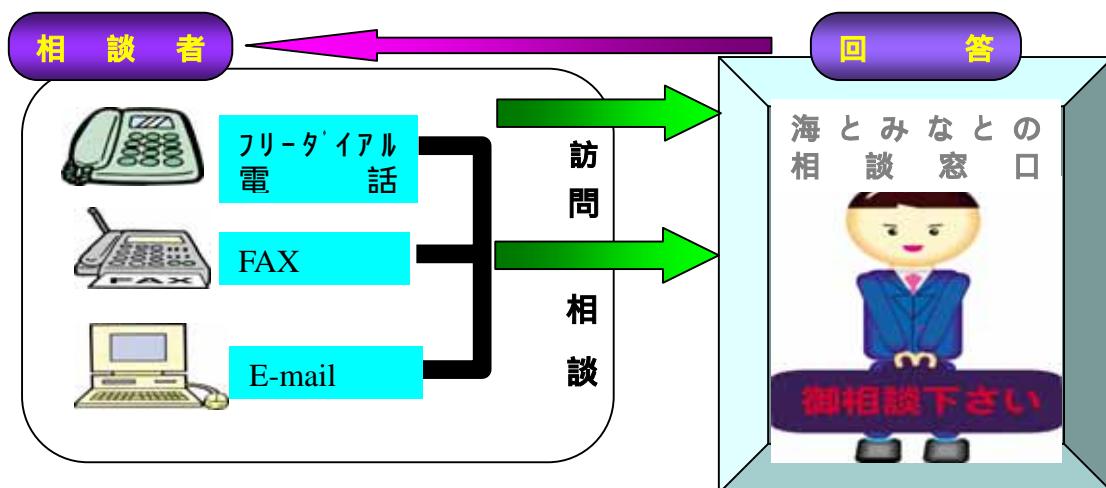 相談者
回答
フリーダイアル
電話
FAX
E-mail
FAX
訪問
相談
海とみなとの
相談窓口
御相談下さい